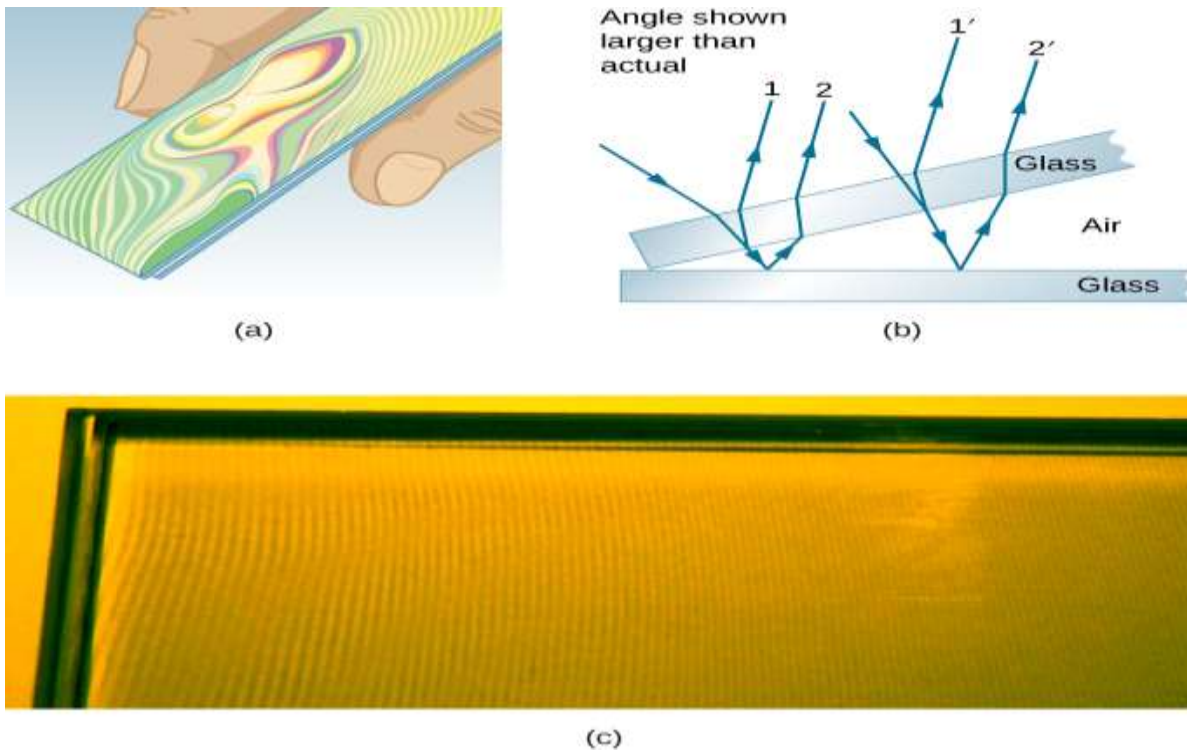 Angle shown
larger than
actual
1
2
1′
2′
Glass
Air
Glass
(a)
(b)
(c)